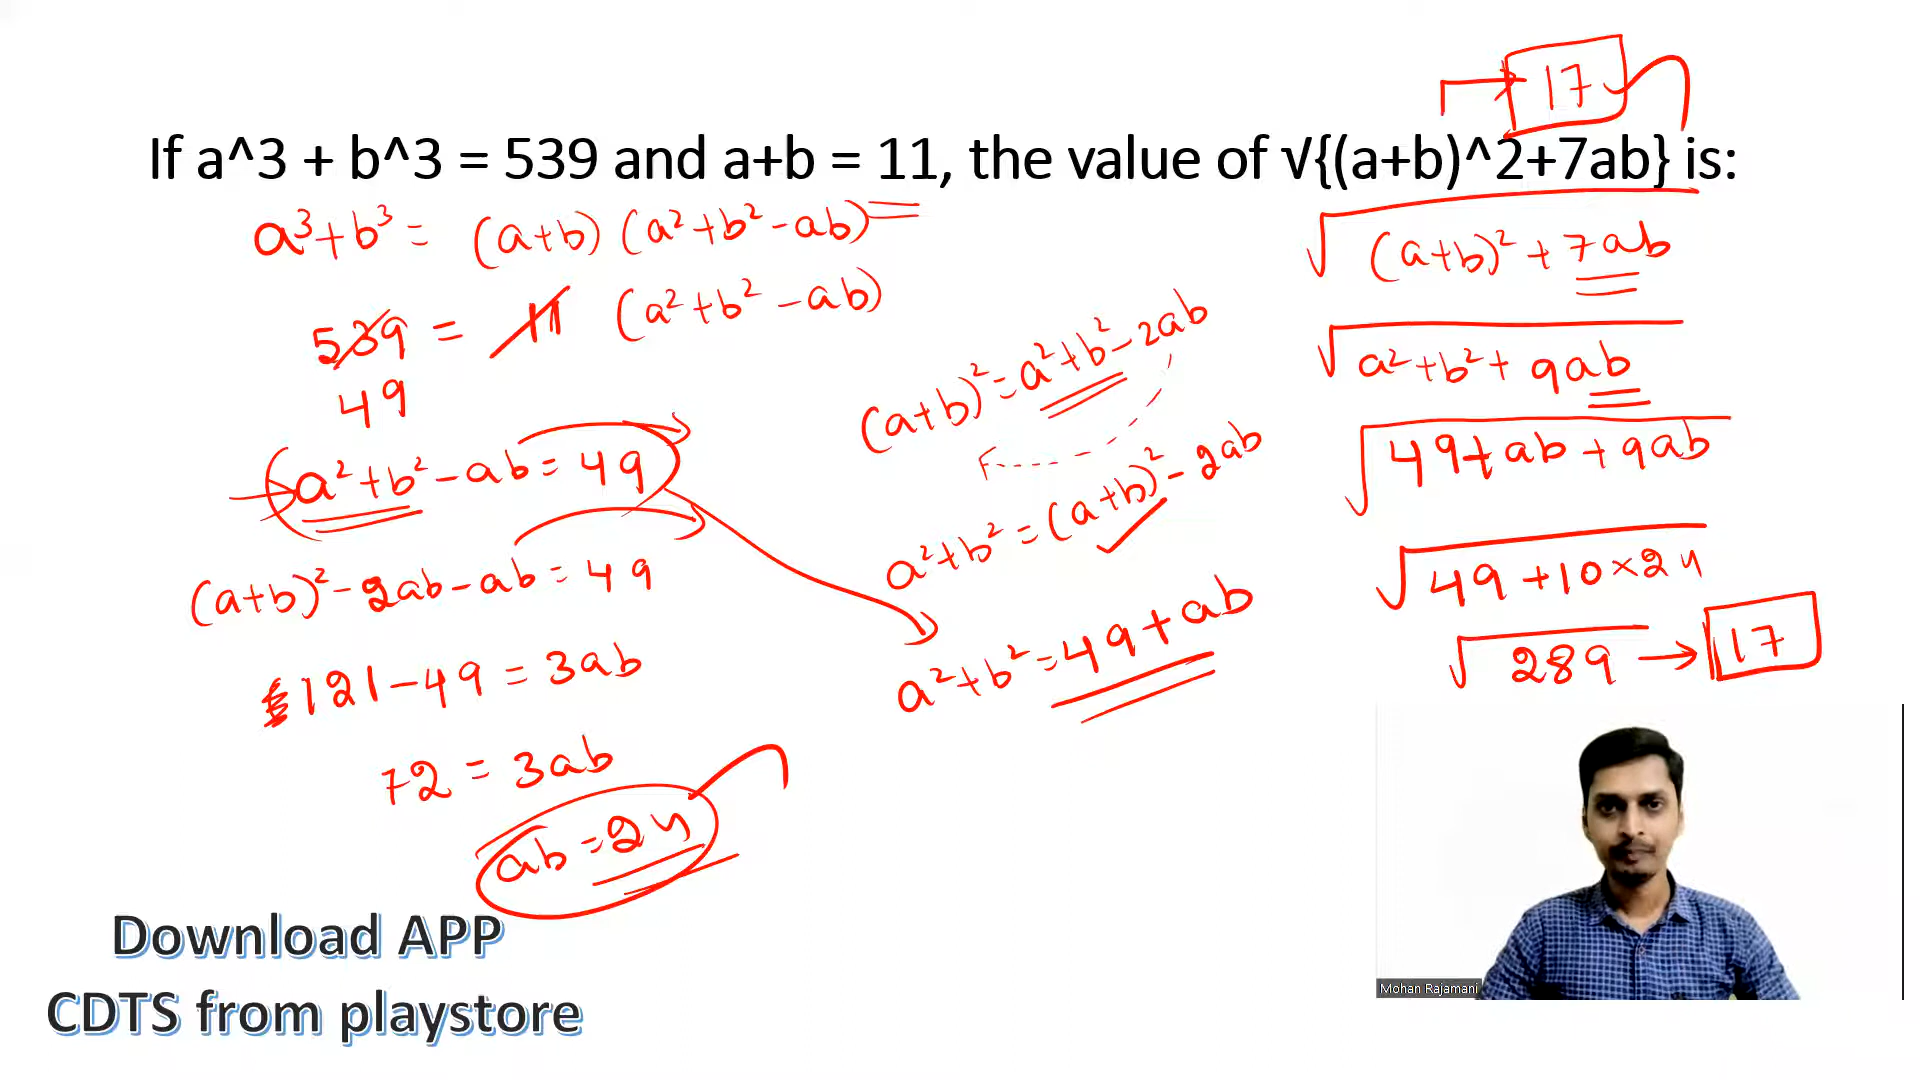 17
If a^3 + b^3 = 539 and a+b = 11, the value of √{(a+b)^2+7ab} is:
a³+b³ = (a+b) (a²+b²-ab)
539 = 11 (a²+b²-ab)
49
a²+b²-ab = 49
(a+b)²-2ab-ab = 49
121-49 = 3ab
72 = 3ab
ab = 24
(a+b)² = a²+b²-2ab
a²+b² = (a+b)²-2ab
a²+b² = 49+ab
√(a+b)²+7ab
√a²+b²+9ab
√49+ab+9ab
√49+10×24
√289 → 17
Download APP
CDTS from playstore
Mohan Rajamani